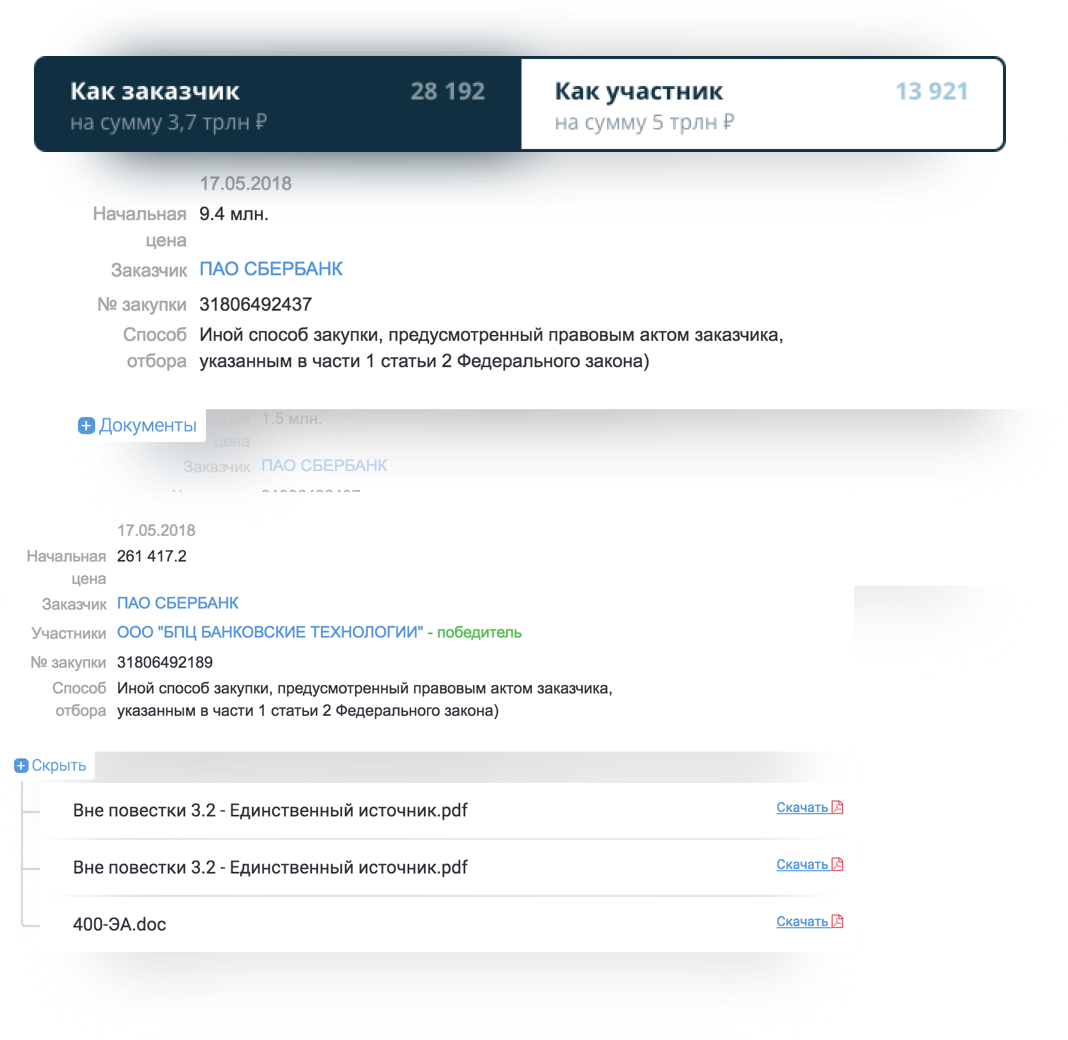 Как заказчик 28 192 Как участник 13 921
на сумму 3,7 трлн ₽ на сумму 5 трлн ₽
17.05.2018
Начальная 9.4 млн.
цена
Заказчик ПАО СБЕРБАНК
№ закупки 31806492437
Способ Иной способ закупки, предусмотренный правовым актом заказчика,
отбора указанным в части 1 статьи 2 Федерального закона)
Документы 1.5 млн.
цена
Заказчик ПАО СБЕРБАНК
17.05.2018
Начальная 261 417.2
цена
Заказчик ПАО СБЕРБАНК
Участники ООО "БПЦ БАНКОВСКИЕ ТЕХНОЛОГИИ" - победитель
№ закупки 31806492189
Способ Иной способ закупки, предусмотренный правовым актом заказчика,
отбора указанным в части 1 статьи 2 Федерального закона)
Скрыть
Вне повестки 3.2 - Единственный источник.pdf Скачать
Вне повестки 3.2 - Единственный источник.pdf Скачать
400-ЭА.doc Скачать